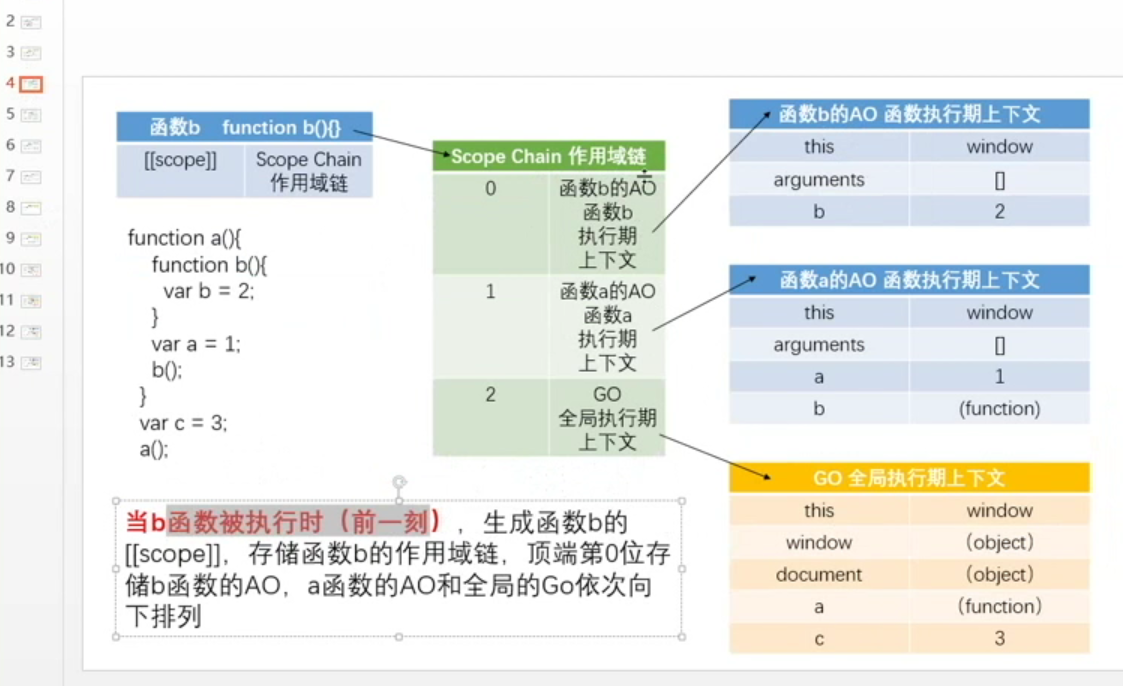 2
3
4
5
6
7
8
9
10
11
12
13
函数b function b(){}
[[scope]] Scope Chain
作用域链
function a(){
function b(){
var b = 2;
}
var a = 1;
b();
}
var c = 3;
a();
Scope Chain 作用域链
0 函数b的AO
函数b
执行期
上下文
1 函数a的AO
函数a
执行期
上下文
2 GO
全局执行期
上下文
函数b的AO 函数执行期上下文
this window
arguments []
b 2
函数a的AO 函数执行期上下文
this window
arguments []
a 1
b (function)
GO 全局执行期上下文
this window
window (object)
document (object)
a (function)
c 3
当b函数被执行时（前一刻），生成函数b的
[[scope]]，存储函数b的作用域链，顶端第0位存
储b函数的AO，a函数的AO和全局的Go依次向
下排列